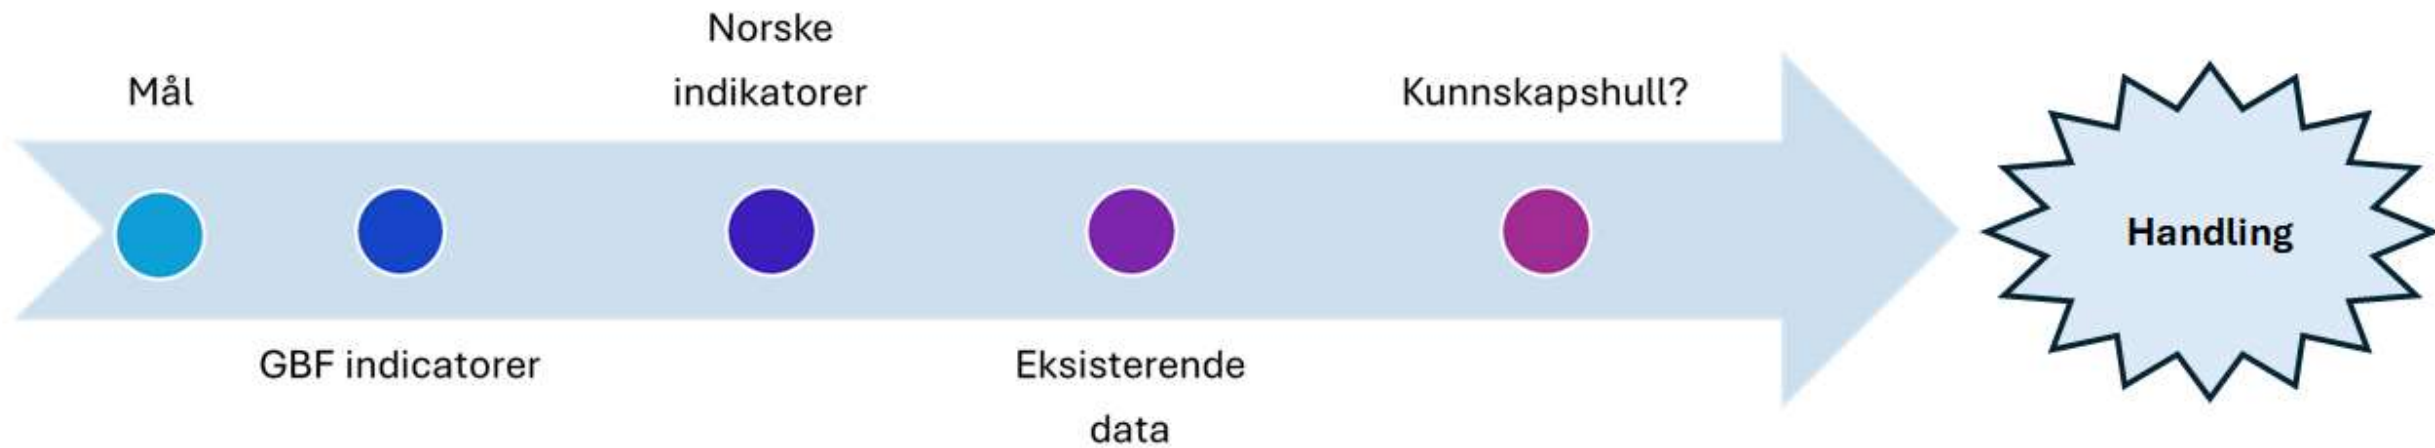 Mål
GBF indicatorer
Norske
indikatorer
Eksisterende
data
Kunnskapshull?
Handling